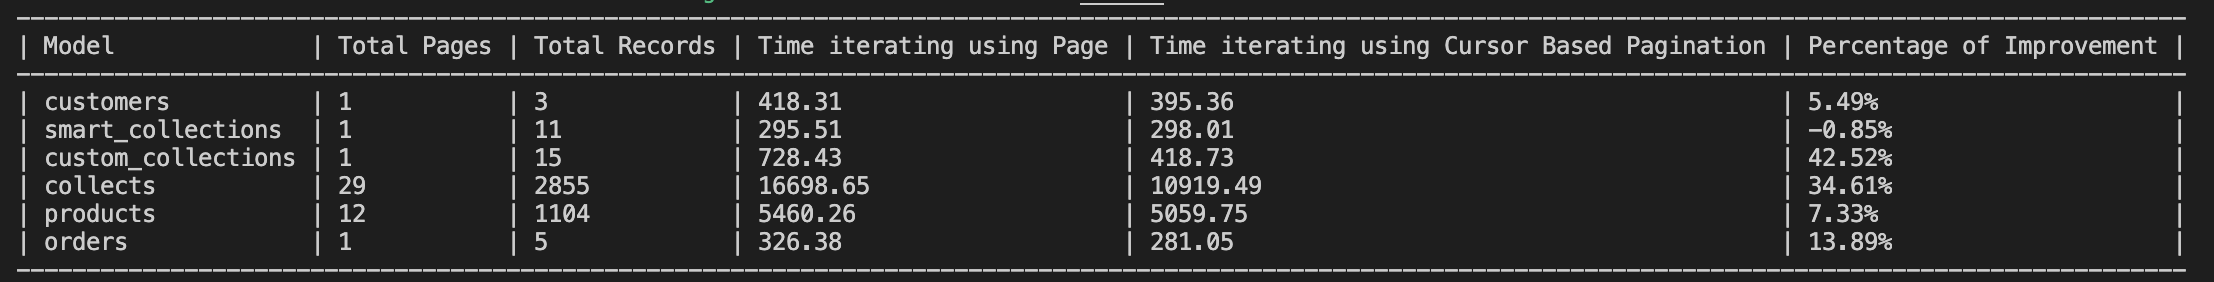 | Model | Total Pages | Total Records | Time iterating using Page | Time iterating using Cursor Based Pagination | Percentage of Improvement |
| customers | 1 | 3 | 418.31 | 395.36 | 5.49% |
| smart_collections | 1 | 11 | 295.51 | 298.01 | -0.85% |
| custom_collections | 1 | 15 | 728.43 | 418.73 | 42.52% |
| collects | 29 | 2855 | 16698.65 | 10919.49 | 34.61% |
| products | 12 | 1104 | 5460.26 | 5059.75 | 7.33% |
| orders | 1 | 5 | 326.38 | 281.05 | 13.89% |